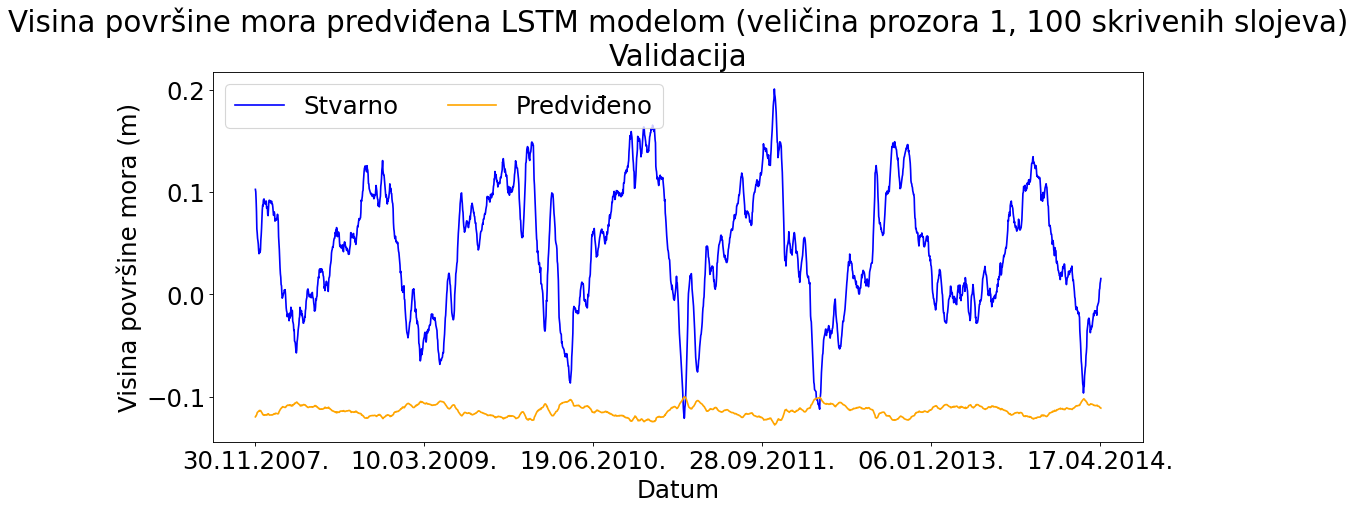 Visina površine mora predviđena LSTM modelom (veličina prozora 1, 100 skrivenih slojeva)
Validacija
Stvarno
Predviđeno
Visina površine mora (m)
0.2
0.1
0.0
−0.1
30.11.2007.
10.03.2009.
19.06.2010.
28.09.2011.
06.01.2013.
17.04.2014.
Datum